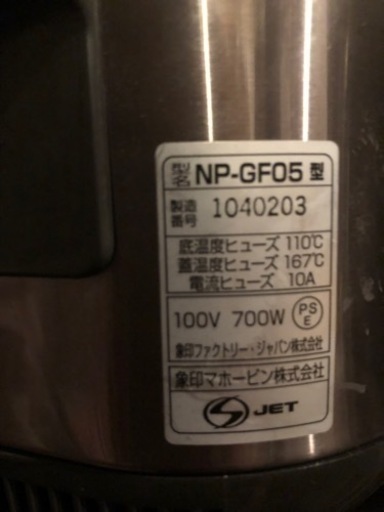 型名 NP-GF05 型
製造番号 1040203
底温度ヒューズ 110℃
蓋温度ヒューズ 167℃
電流ヒューズ 10A
100V 700W PSE
象印ファクトリー・ジャパン株式会社
象印マホービン株式会社
JET